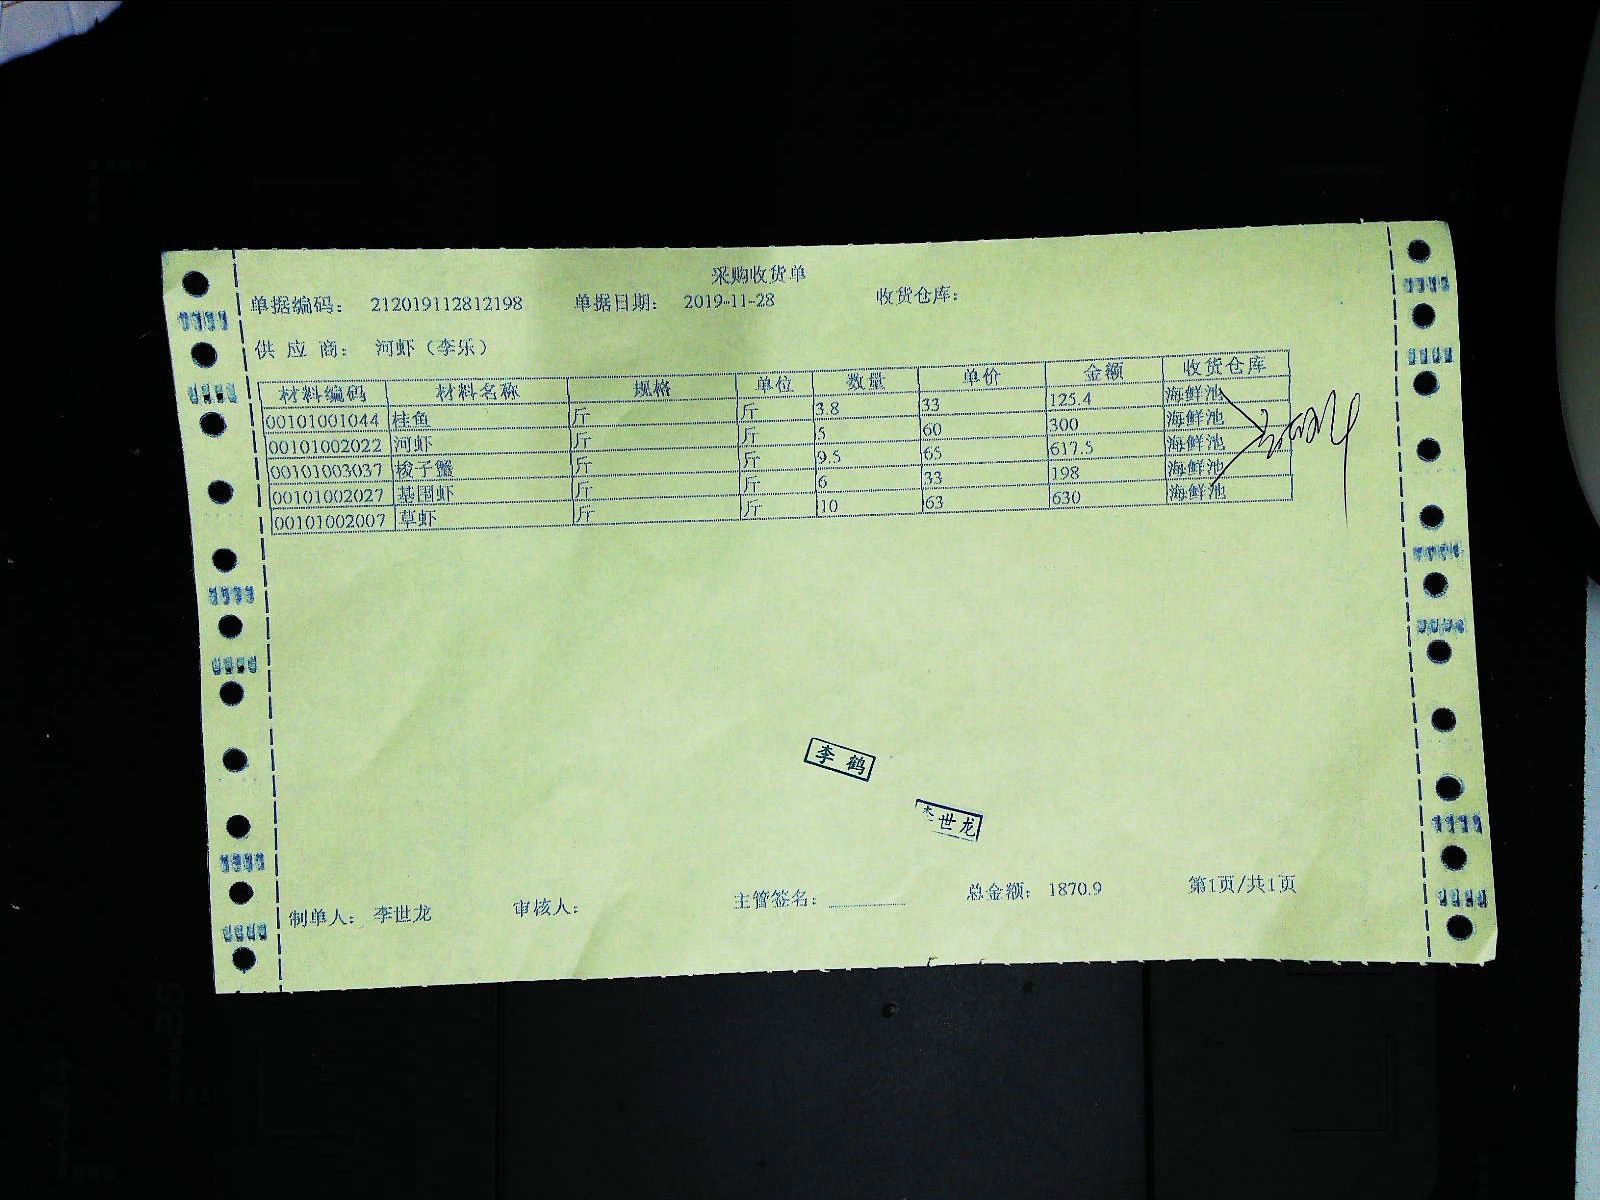 采购收货单
单据编码： 212019112812198 单据日期： 2019-11-28 收货仓库：
供 应 商： 河虾（李乐）
材料编码 材料名称 规格 单位 数量 单价 金额 收货仓库
00101001044 桂鱼 斤 斤 3.8 33 125.4 海鲜池
00101002022 河虾 斤 斤 5 60 300 海鲜池
00101003037 梭子蟹 斤 斤 9.5 65 617.5 海鲜池
00101002027 基围虾 斤 斤 6 33 198 海鲜池
00101002007 草虾 斤 斤 10 63 630 海鲜池
李鹤
李世龙
制单人： 李世龙 审核人： 主管签名： 总金额： 1870.9 第1页/共1页